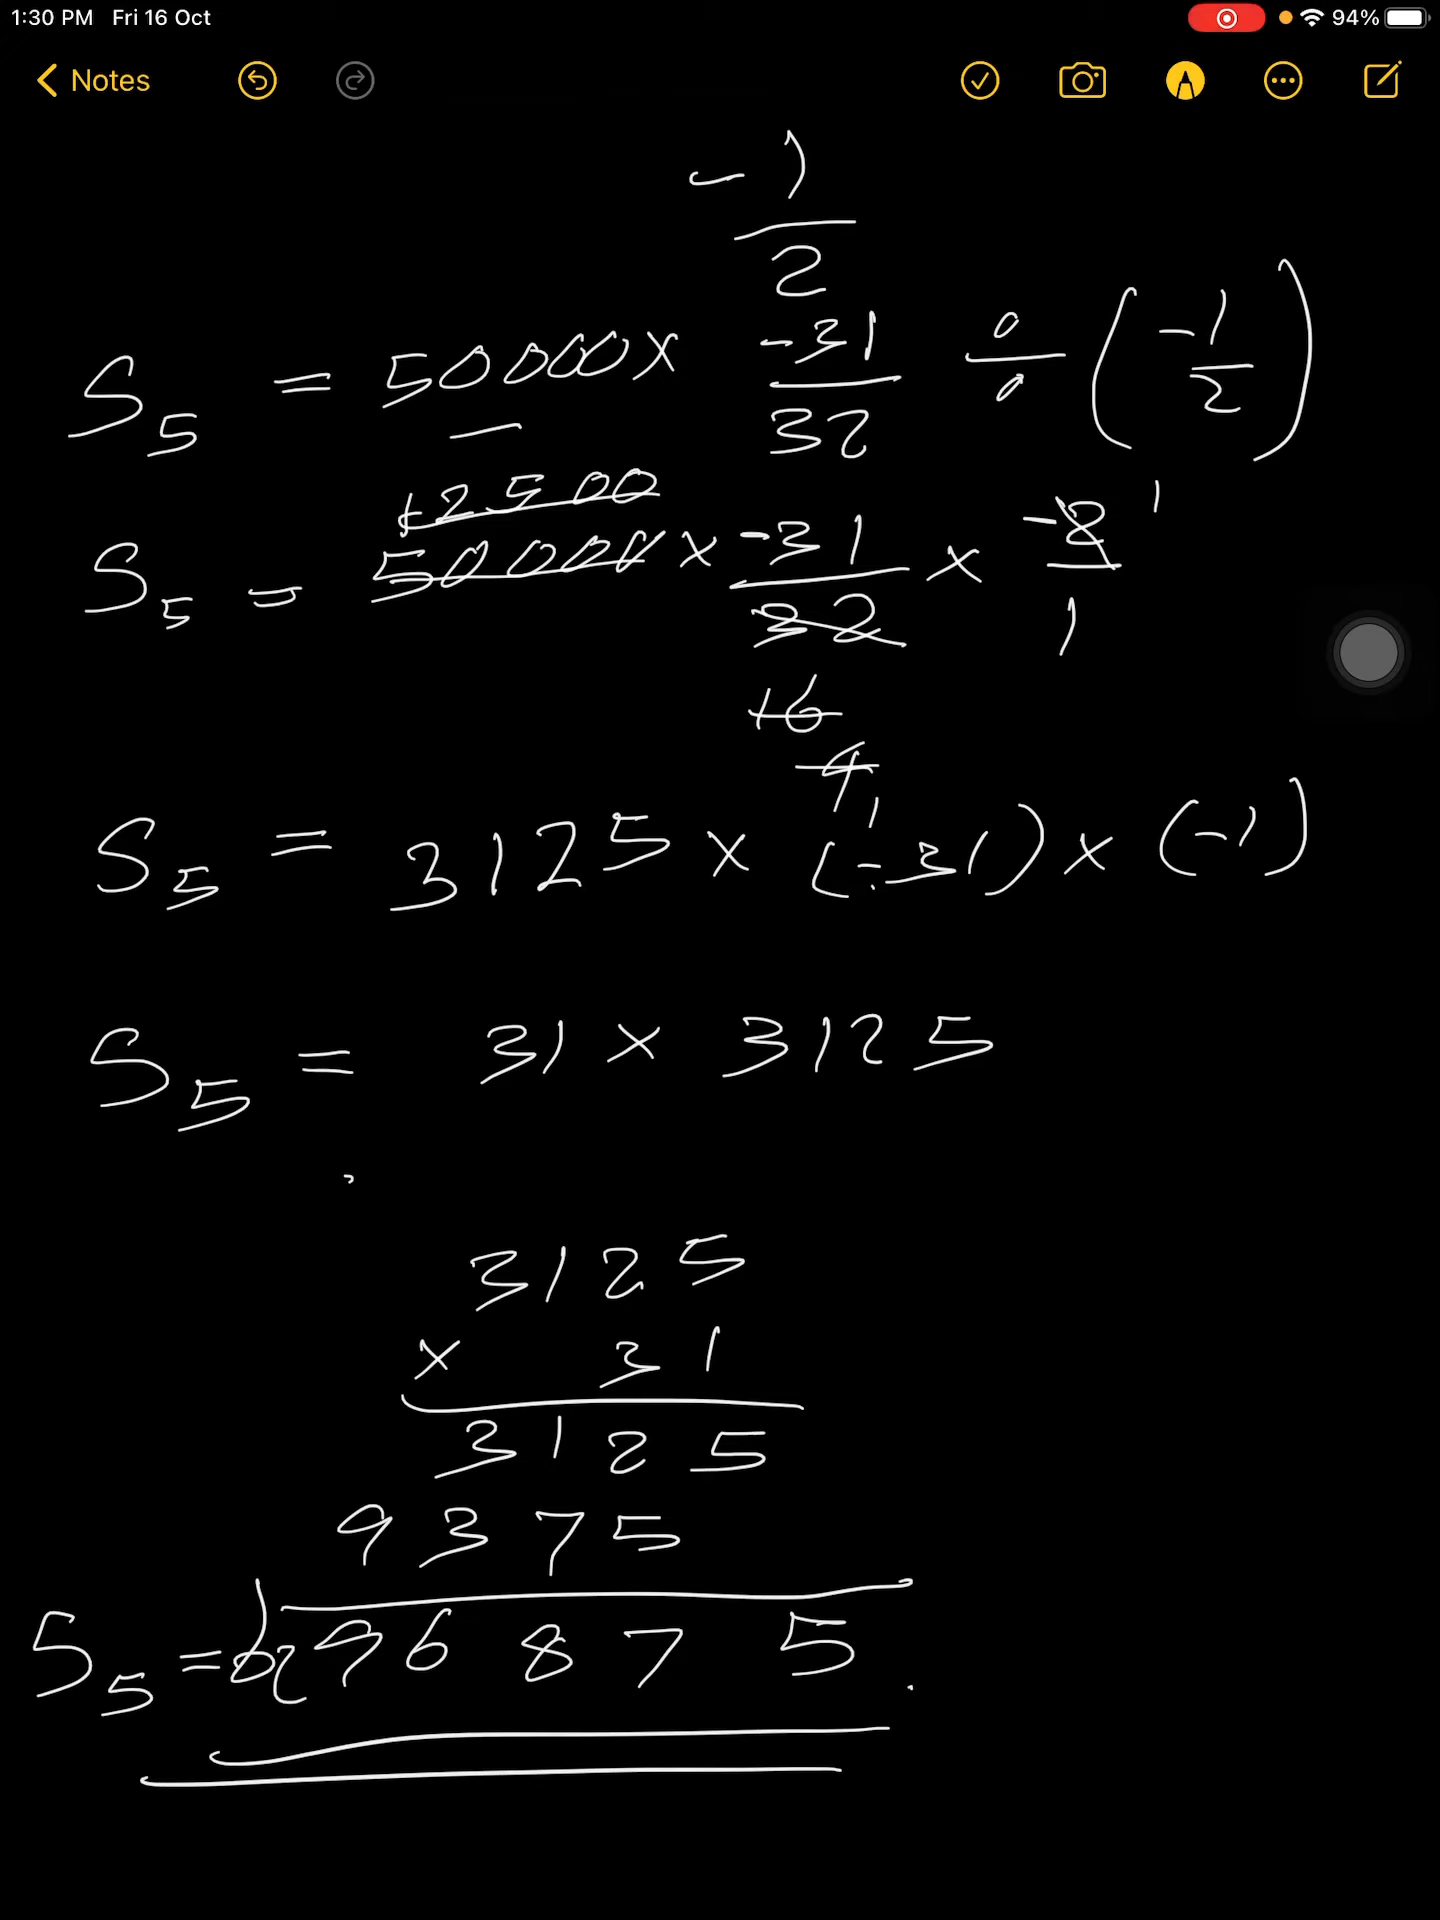 1:30 PM Fri 16 Oct 94%
Notes
-1
2
S5 = 50000 x -31/32 ÷ (-1/2)
12500
S5 = 50000 x -31/32 x -2/1 1
16
4
1
S5 = 3125 x (-31) x (-1)
S5 = 31 x 3125
3125
x 31
3125
9375
S5 = 96875.